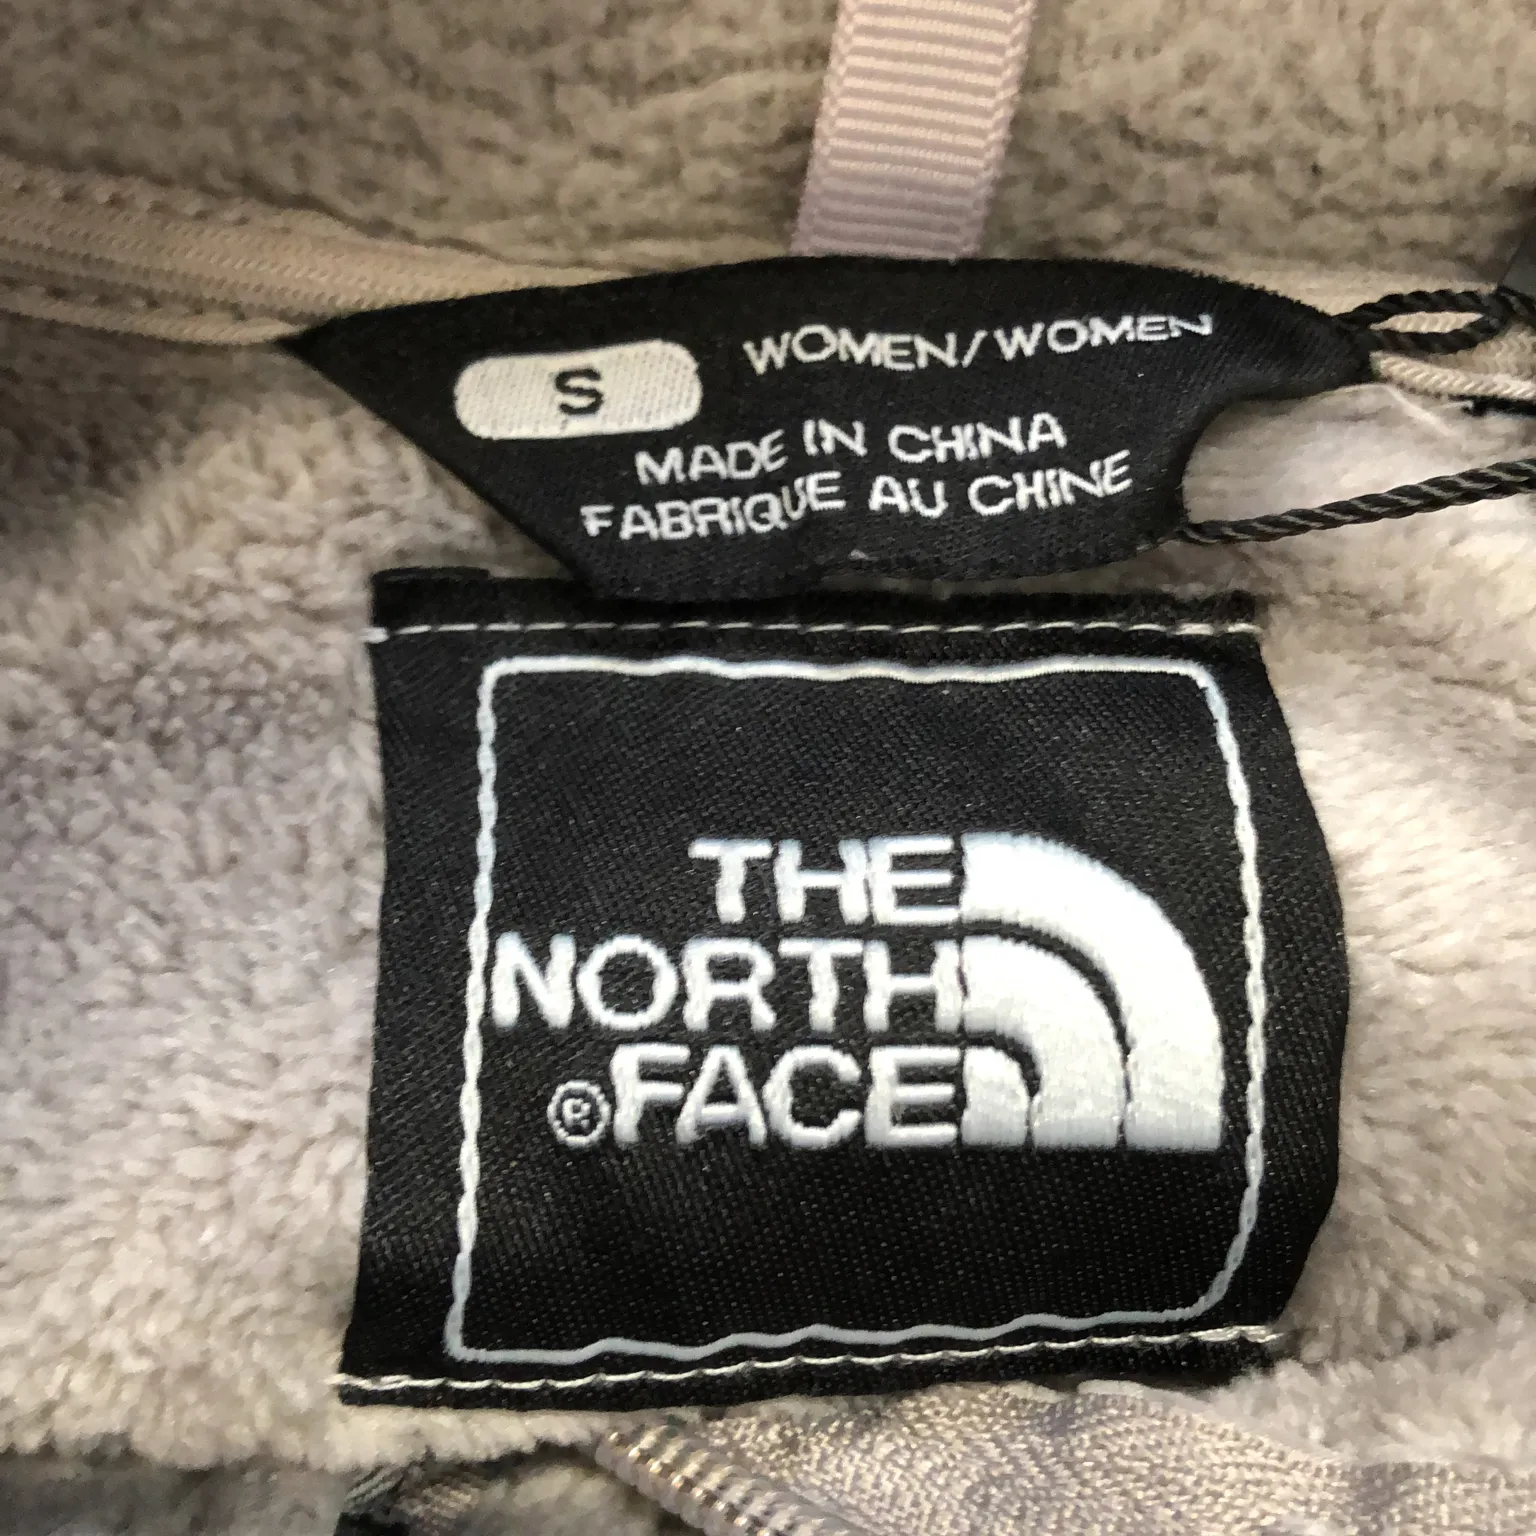 S
WOMEN/WOMEN
MADE IN CHINA
FABRIQUE AU CHINE
THE
NORTH
®FACE